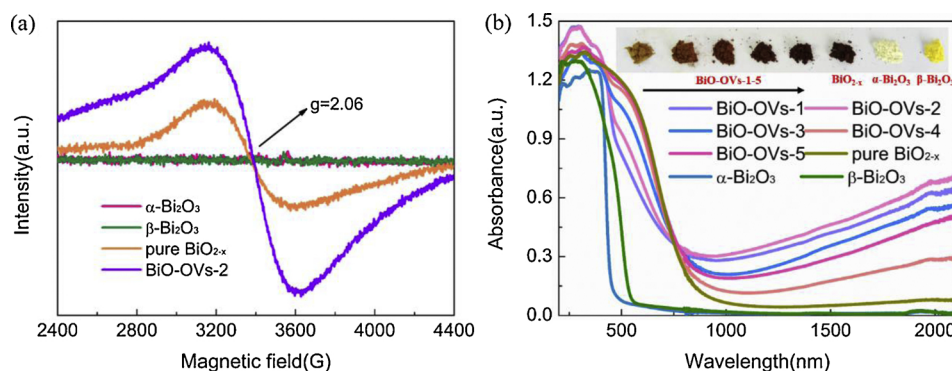 (a)
Intensity(a.u.)
g=2.06
α-Bi₂O₃
β-Bi₂O₃
pure BiO₂₋ₓ
BiO-OVs-2
2400 2800 3200 3600 4000 4400
Magnetic field(G)
(b)
Absorbance(a.u.)
1.5
1.2
0.9
0.6
0.3
0.0
BiO-OVs-1-5 BiO₂₋ₓ α-Bi₂O₃ β-Bi₂O₃
BiO-OVs-1 BiO-OVs-2
BiO-OVs-3 BiO-OVs-4
BiO-OVs-5 pure BiO₂₋ₓ
α-Bi₂O₃ β-Bi₂O₃
500 1000 1500 2000
Wavelength(nm)